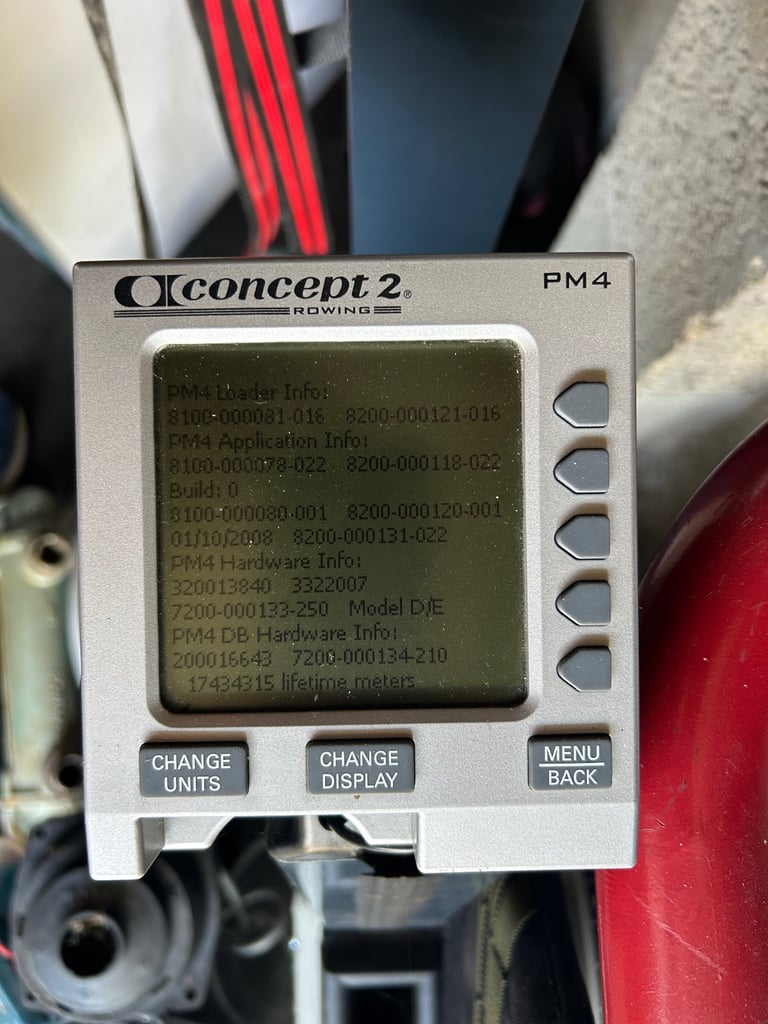 concept 2®
ROWING
PM4
PM4 Loader Info:
8100-000081-016 8200-000121-016
PM4 Application Info:
8100-000078-022 8200-000118-022
Build: 0
8100-000080-001 8200-000120-001
01/10/2008 8200-000131-022
PM4 Hardware Info:
320013840 3322007
7200-000133-250 Model D/E
PM4 DB Hardware Info:
200016643 7200-000134-210
17434315 lifetime meters
CHANGE
UNITS
CHANGE
DISPLAY
MENU
BACK